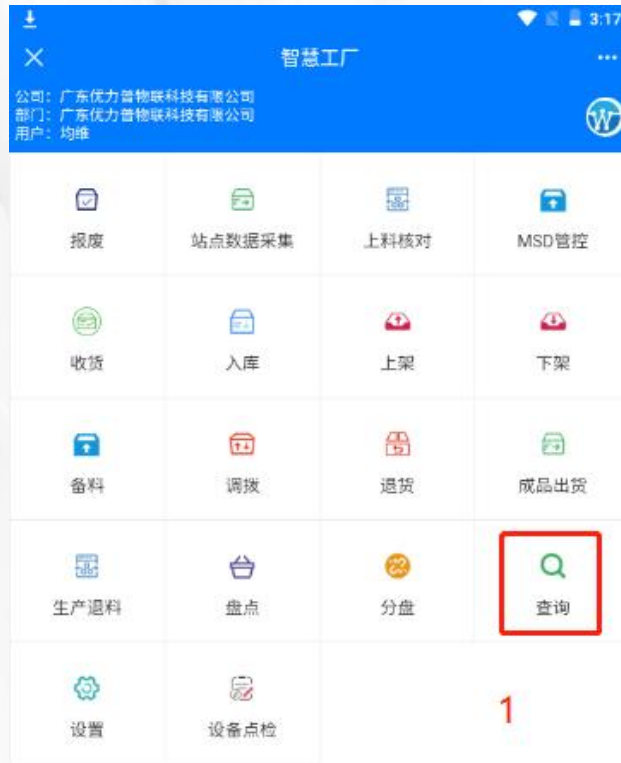 3:17
智慧工厂
公司：广东优力普物联科技有限公司
部门：广东优力普物联科技有限公司
用户：均维
报废 站点数据采集 上料核对 MSD管控
收货 入库 上架 下架
备料 调拨 退货 成品出货
生产退料 盘点 分盘 查询
设置 设备点检
1